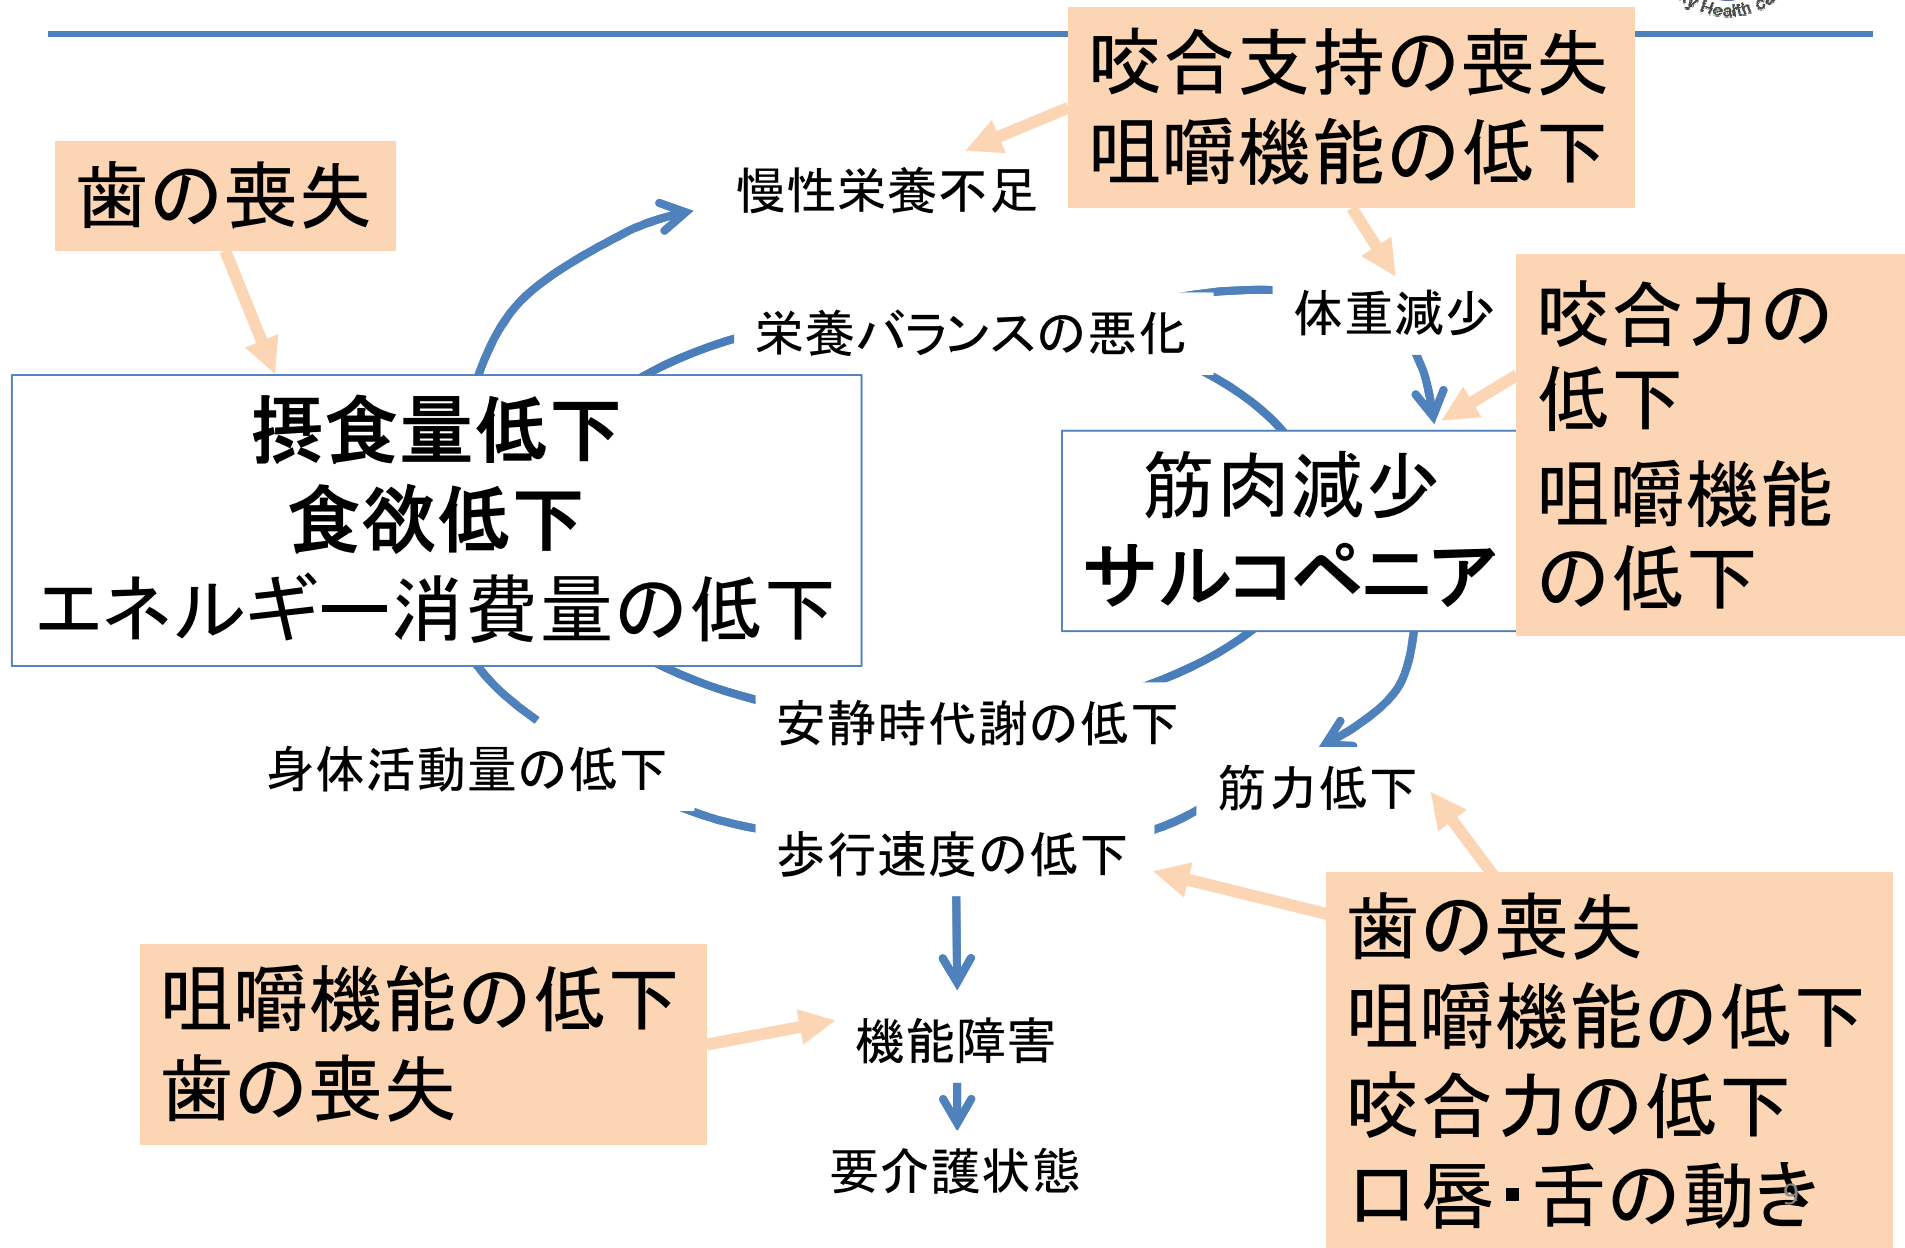 y Health ca
咬合支持の喪失
咀嚼機能の低下
歯の喪失
慢性栄養不足
栄養バランスの悪化
体重減少
咬合力の
低下
咀嚼機能
の低下
摂食量低下
食欲低下
エネルギー消費量の低下
筋肉減少
サルコペニア
安静時代謝の低下
身体活動量の低下
筋力低下
歩行速度の低下
歯の喪失
咀嚼機能の低下
咬合力の低下
口唇・舌の動き
咀嚼機能の低下
歯の喪失
機能障害
要介護状態
9